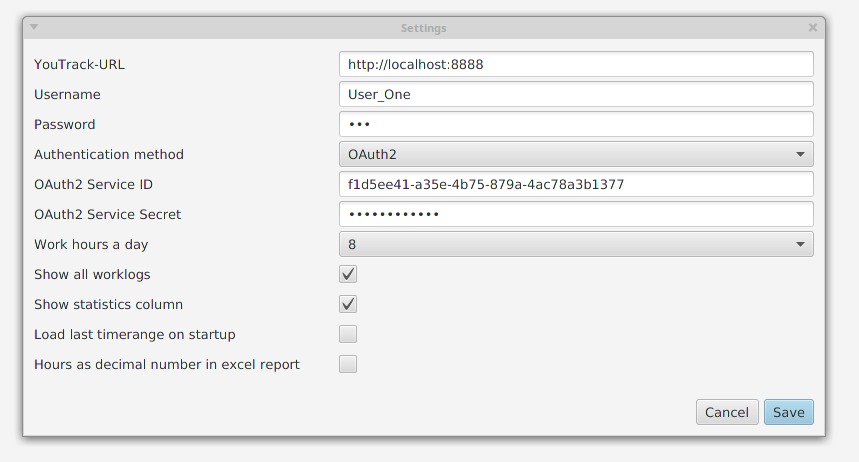 Settings
YouTrack-URL http://localhost:8888
Username User_One
Password •••
Authentication method OAuth2
OAuth2 Service ID f1d5ee41-a35e-4b75-879a-4ac78a3b1377
OAuth2 Service Secret ••••••••••••
Work hours a day 8
Show all worklogs
Show statistics column
Load last timerange on startup
Hours as decimal number in excel report
Cancel Save